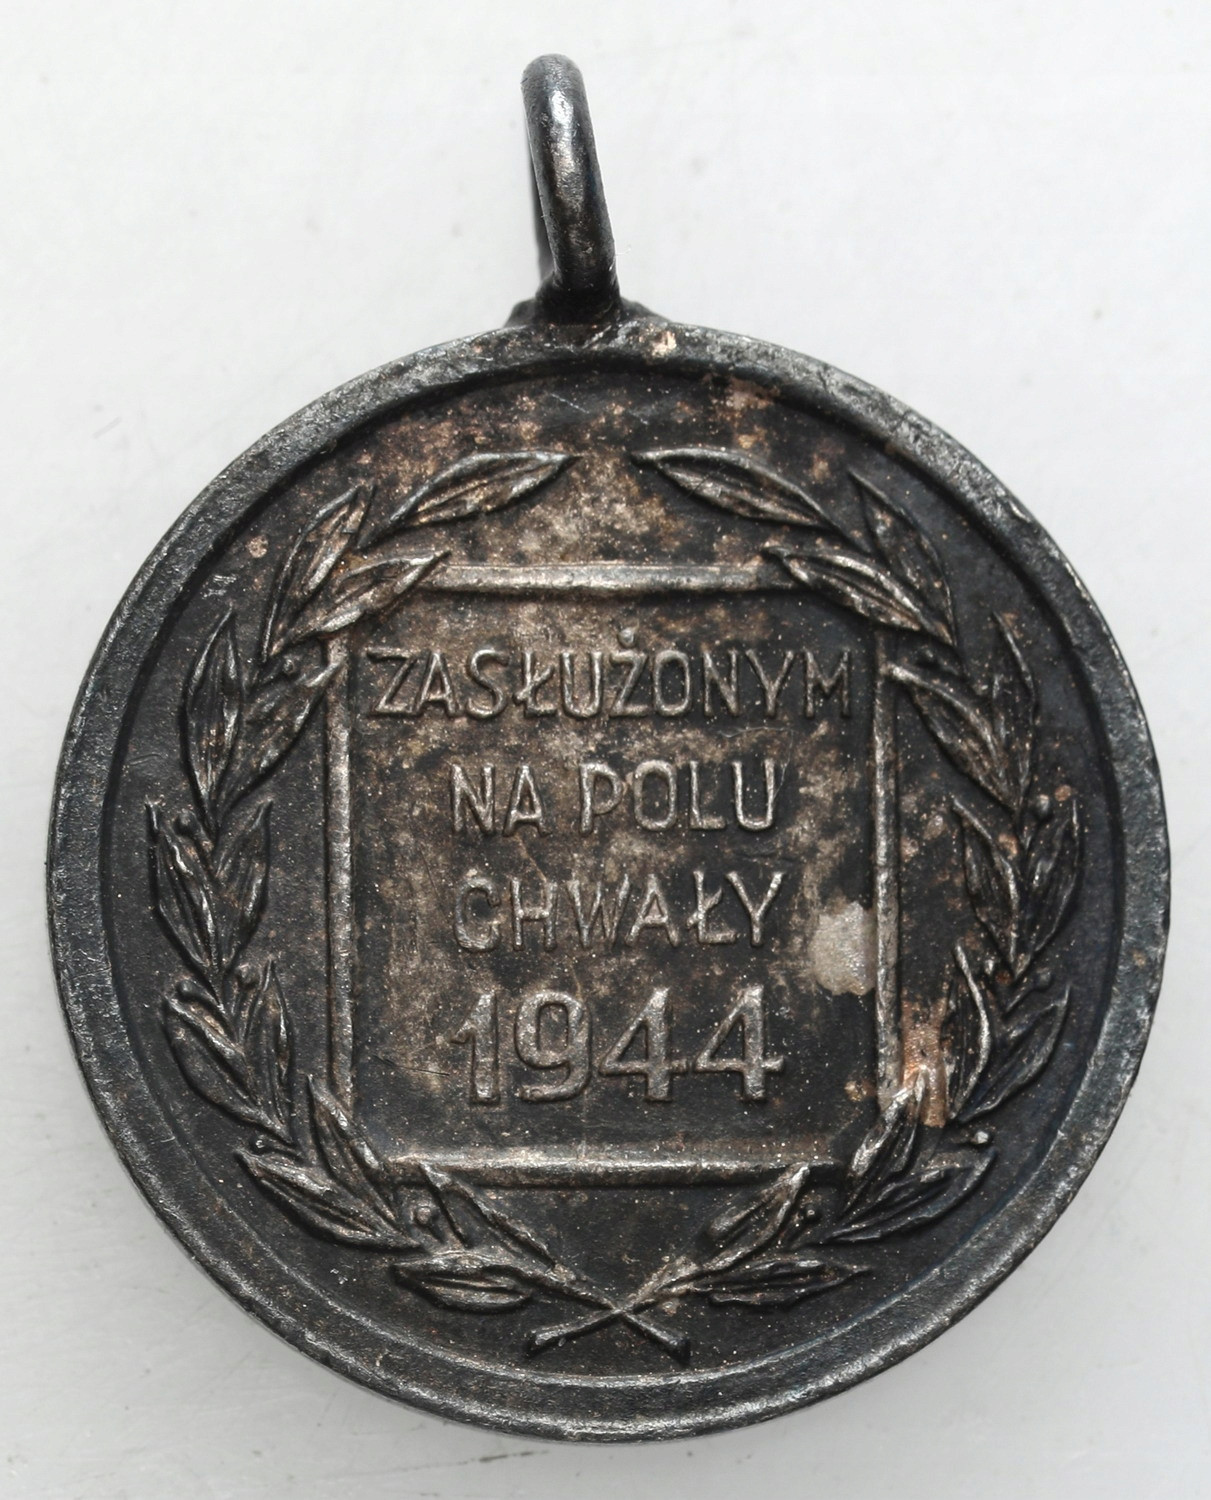 ZASŁUŻONYM
NA POLU
CHWAŁY
1944